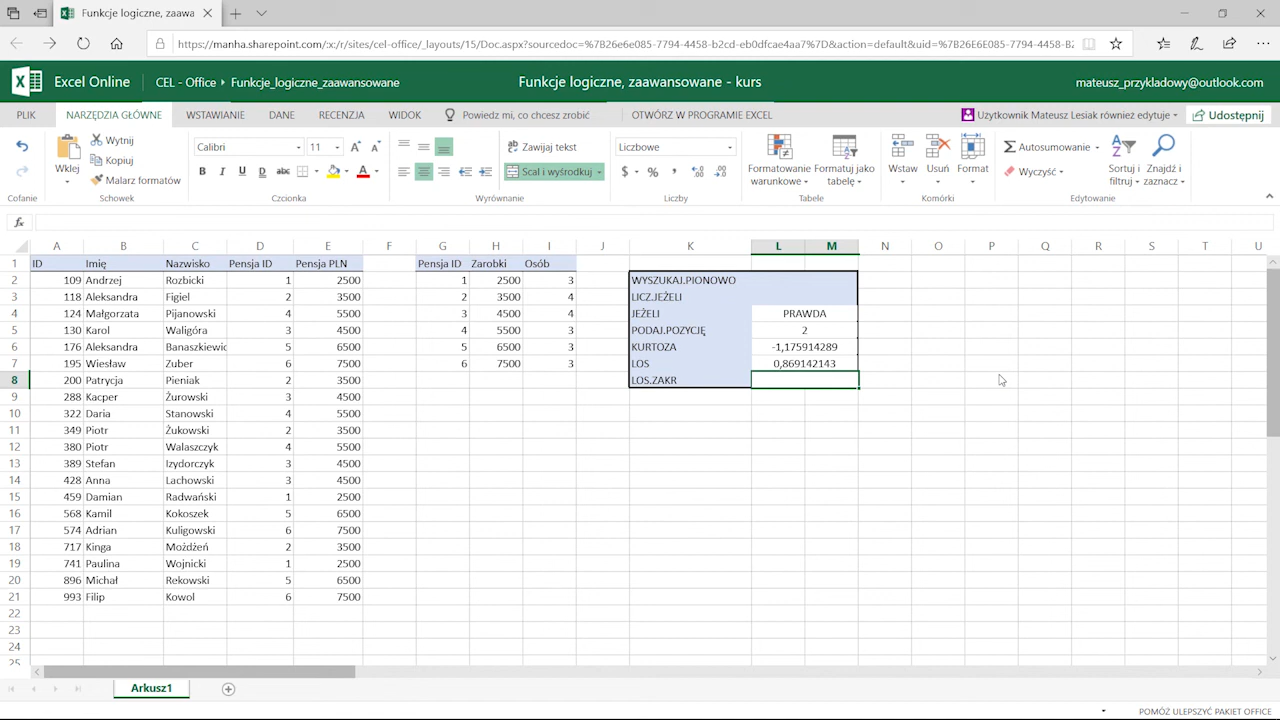 Funkcje logiczne, zaawa
https://manha.sharepoint.com/:x:/r/sites/cel-office/_layouts/15/Doc.aspx?sourcedoc=%7B26e6e085-7794-4458-b2cd-eb0dfcae4aa7%7D&action=default&uid=%7B26E6E085-7794-4458-B2
Excel Online CEL - Office Funkcje_logiczne_zaawansowane Funkcje logiczne, zaawansowane - kurs mateusz_przykladowy@outlook.com
PLIK NARZĘDZIA GŁÓWNE WSTAWIANIE DANE RECENZJA WIDOK Powiedz mi, co chcesz zrobić OTWÓRZ W PROGRAMIE EXCEL Użytkownik Mateusz Lesiak również edytuje Udostępnij
Wklej Wytnij Kopiuj Malarz formatów
Calibri 11
B I U D abc A
Zawijaj tekst
Scal i wyśrodkuj
Liczbowe
$ % ,
Formatowanie warunkowe Formatuj jako tabelę
Wstaw Usuń Format
Autosumowanie
Wyczyść
Sortuj i filtruj Znajdź i zaznacz
Cofanie Schowek Czcionka Wyrównanie Liczby Tabele Komórki Edytowanie
fx
A B C D E F G H I J K L M N O P Q R S T U
1 ID Imię Nazwisko Pensja ID Pensja PLN Pensja ID Zarobki Osób
2 109 Andrzej Rozbicki 1 2500 1 2500 3 WYSZUKAJ.PIONOWO
3 118 Aleksandra Figiel 2 3500 2 3500 4 LICZ.JEŻELI
4 124 Małgorzata Pijanowski 4 5500 3 4500 4 JEŻELI PRAWDA
5 130 Karol Waligóra 3 4500 4 5500 3 PODAJ.POZYCJĘ 2
6 176 Aleksandra Banaszkiewic 5 6500 5 6500 3 KURTOZA -1,175914289
7 195 Wiesław Zuber 6 7500 6 7500 3 LOS 0,869142143
8 200 Patrycja Pieniak 2 3500 LOS.ZAKR
9 288 Kacper Żurowski 3 4500
10 322 Daria Stanowski 4 5500
11 349 Piotr Żukowski 2 3500
12 380 Piotr Walaszczyk 4 5500
13 389 Stefan Izydorczyk 3 4500
14 428 Anna Lachowski 3 4500
15 459 Damian Radwański 1 2500
16 568 Kamil Kokoszek 5 6500
17 574 Adrian Kuligowski 6 7500
18 717 Kinga Możdżeń 2 3500
19 741 Paulina Wojnicki 1 2500
20 896 Michał Rekowski 5 6500
21 993 Filip Kowol 6 7500
22
23
24
25
Arkusz1
POMÓŻ ULEPSZYĆ PAKIET OFFICE